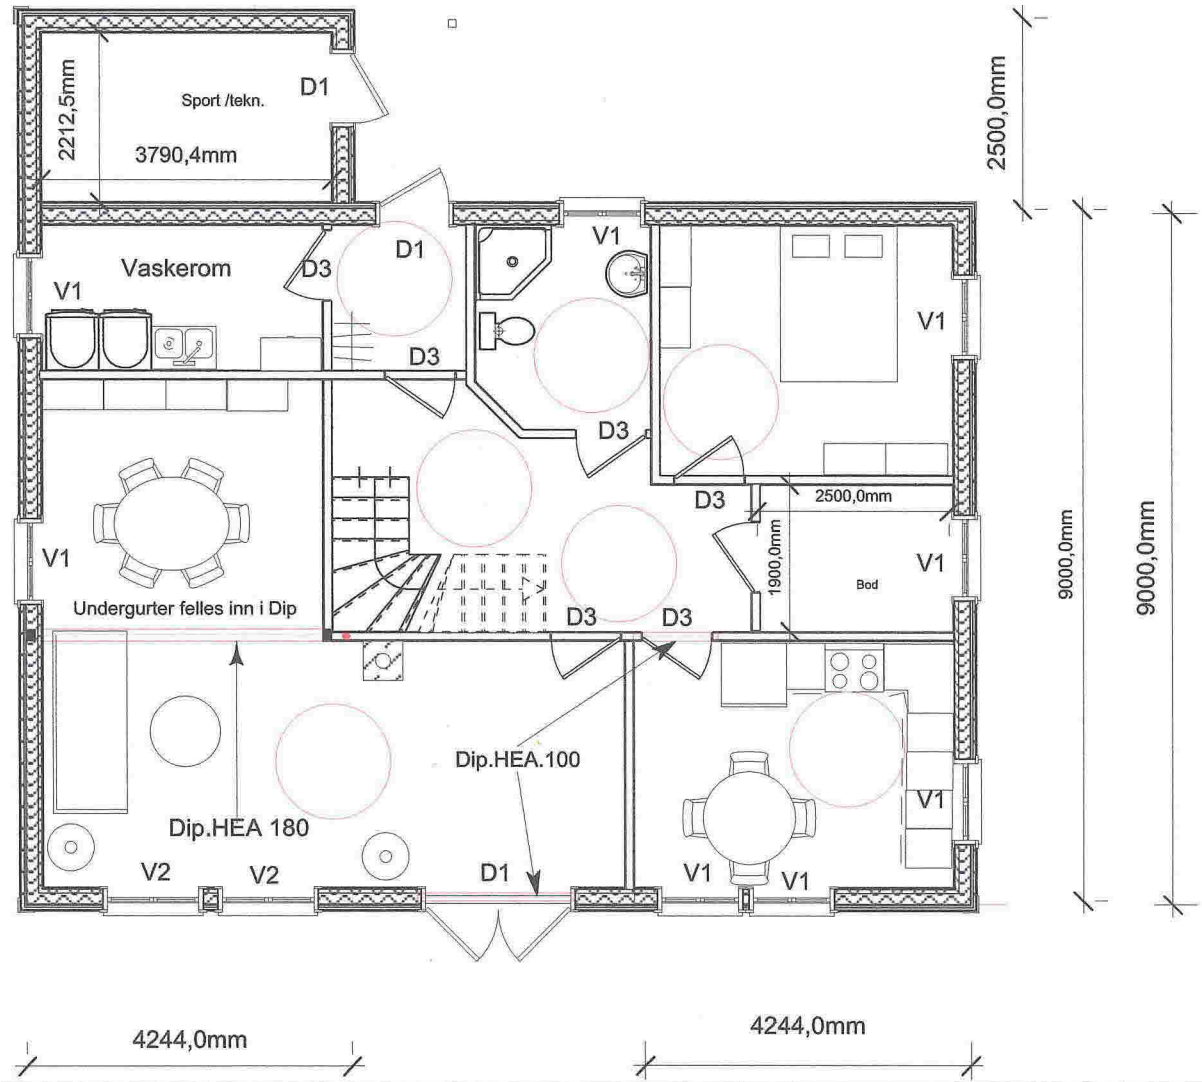 2500,0mm
2212,5mm
D1
Sport /tekn.
3790,4mm
V1
D1
Vaskerom
D3
V1
V1
D3
D3
D3
2500,0mm
9000,0mm
9000,0mm
1900,0mm
V1
V1
Bod
Undergurter felles inn i Dip
D3
D3
Dip.HEA.100
V1
Dip.HEA 180
V2
V2
D1
V1
V1
4244,0mm
4244,0mm